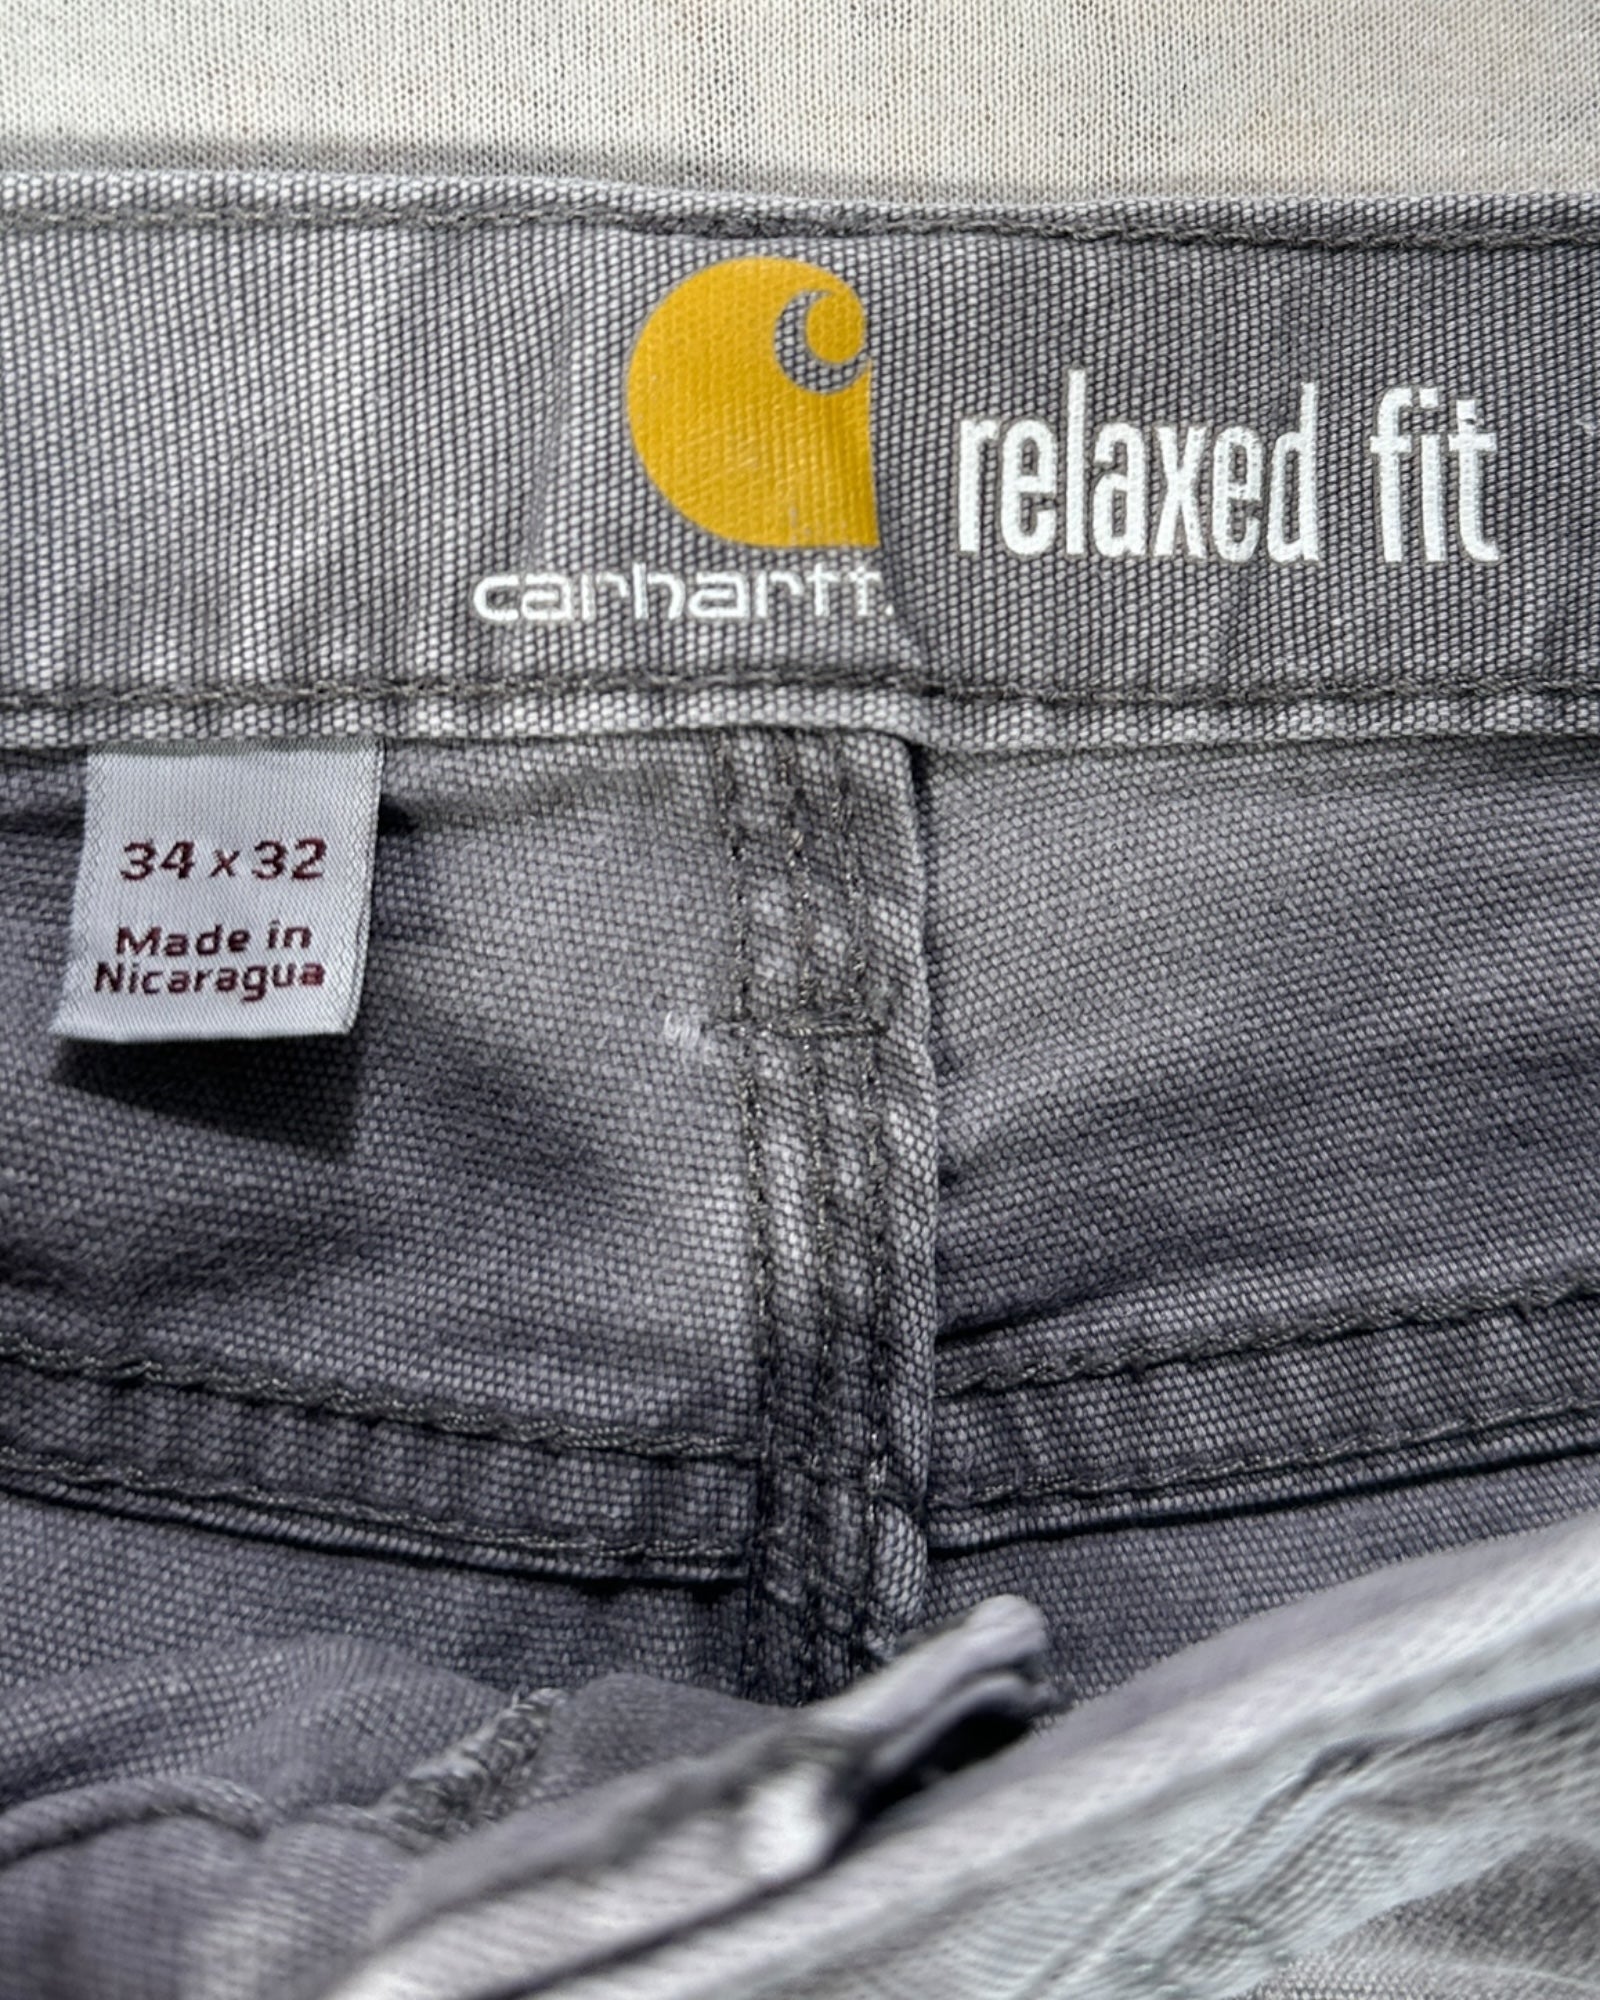 relaxed fit
carhartt.
34 x 32
Made in
Nicaragua